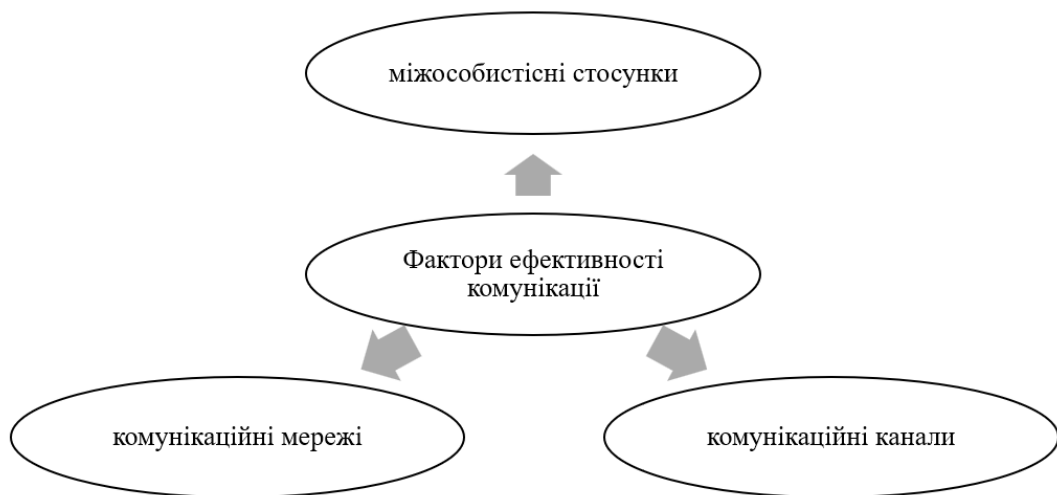 міжособистісні стосунки
Фактори ефективності
комунікації
комунікаційні мережі
комунікаційні канали